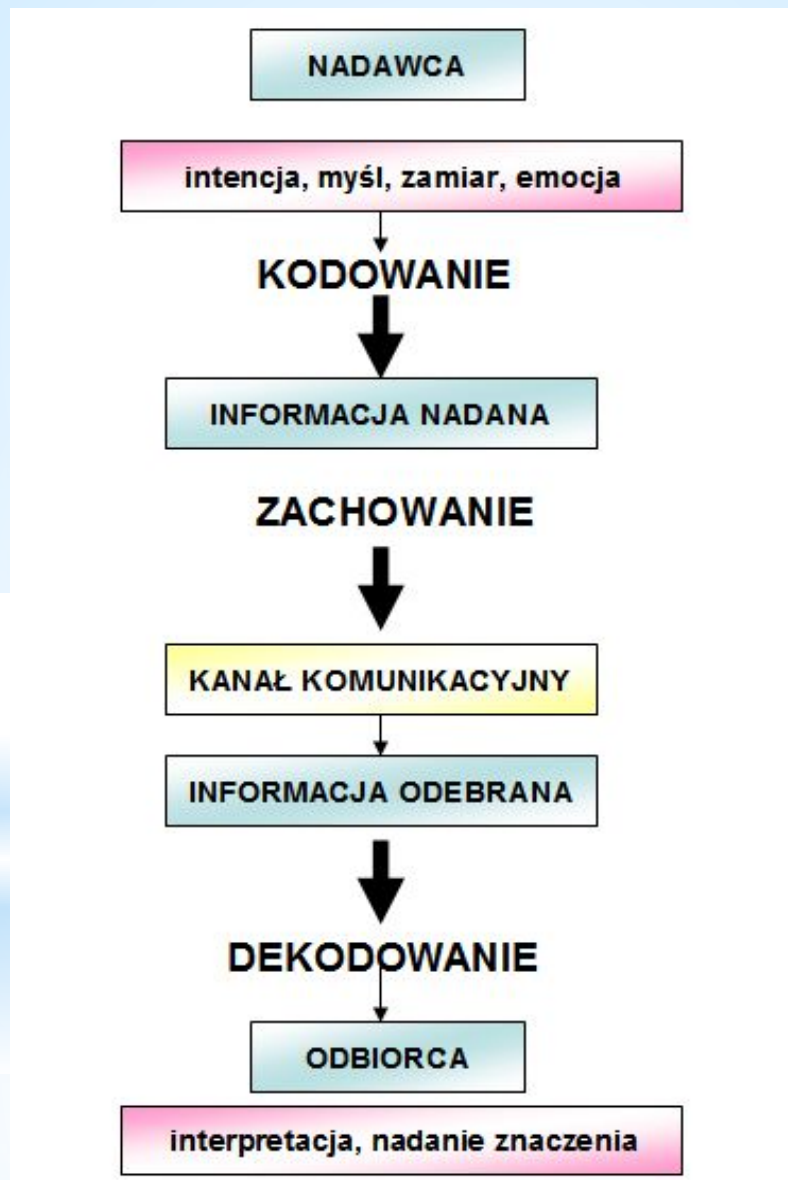 NADAWCA
intencja, myśl, zamiar, emocja
KODOWANIE
INFORMACJA NADANA
ZACHOWANIE
KANAŁ KOMUNIKACYJNY
INFORMACJA ODEBRANA
DEKODOWANIE
ODBIORCA
interpretacja, nadanie znaczenia